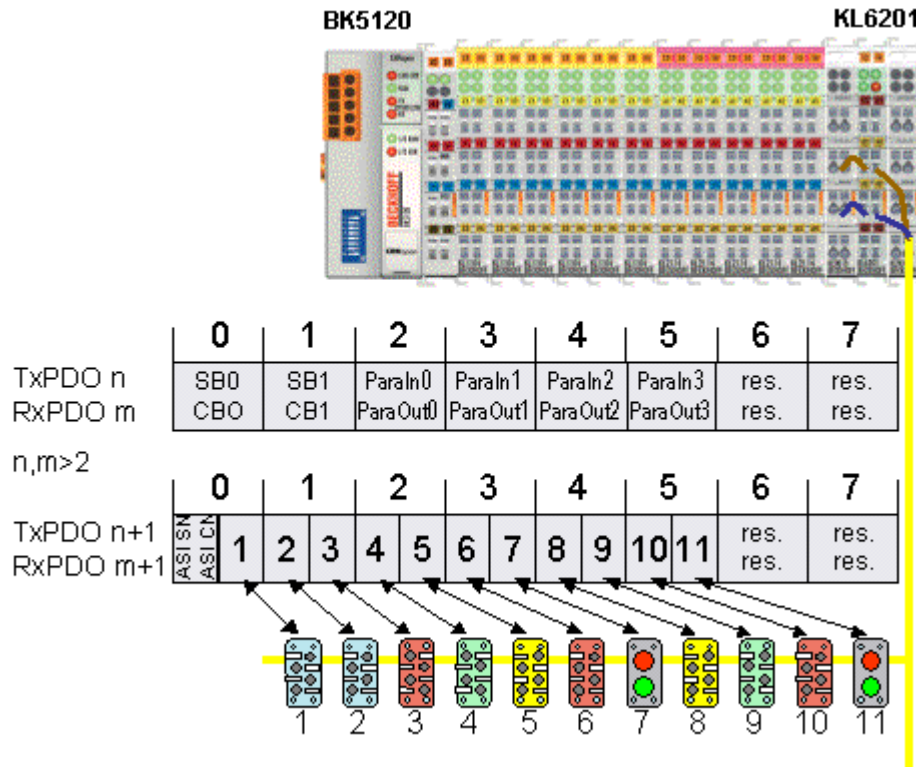 BK5120 KL6201
BECKHOFF
0 1 2 3 4 5 6 7
TxPDO n SB0 SB1 ParaIn0 ParaIn1 ParaIn2 ParaIn3 res. res.
RxPDO m CBO CB1 ParaOut0 ParaOut1 ParaOut2 ParaOut3 res. res.
n,m>2
0 1 2 3 4 5 6 7
TxPDO n+1 ASI SN 1 2 3 4 5 6 7 8 9 10 11 res. res.
RxPDO m+1 ASI CN res. res.
1 2 3 4 5 6 7 8 9 10 11